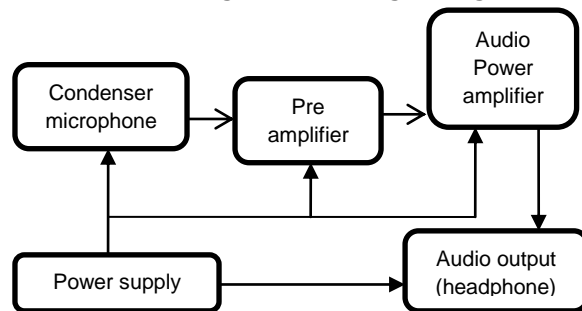 Condenser
microphone
Pre
amplifier
Audio
Power
amplifier
Power supply
Audio output
(headphone)